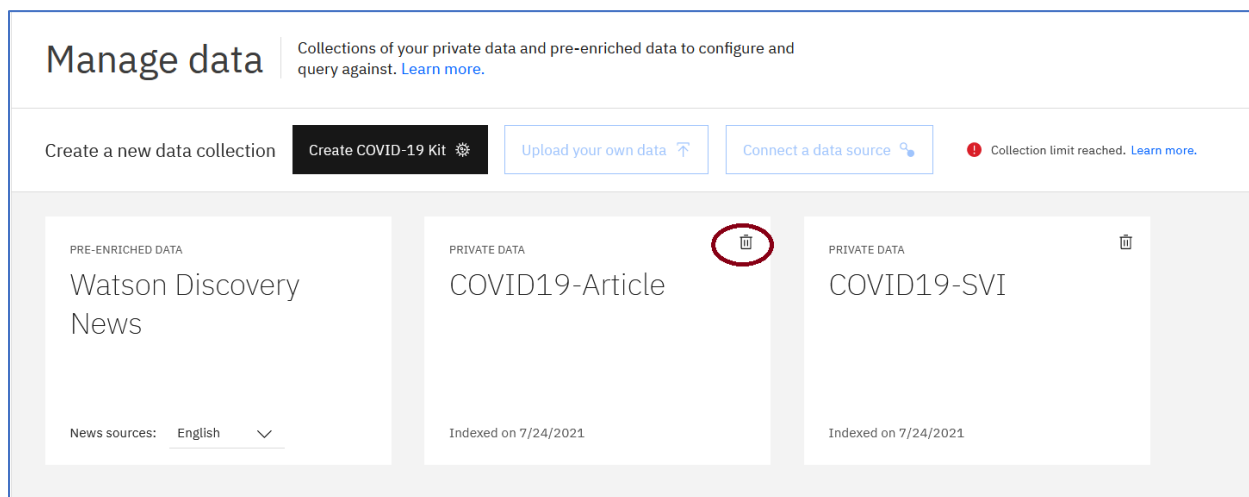 Manage data
Collections of your private data and pre-enriched data to configure and
query against. Learn more.
Create a new data collection
Create COVID-19 Kit
Upload your own data
Connect a data source
Collection limit reached. Learn more.
PRE-ENRICHED DATA
Watson Discovery
News
News sources: English
PRIVATE DATA
COVID19-Article
Indexed on 7/24/2021
PRIVATE DATA
COVID19-SVI
Indexed on 7/24/2021